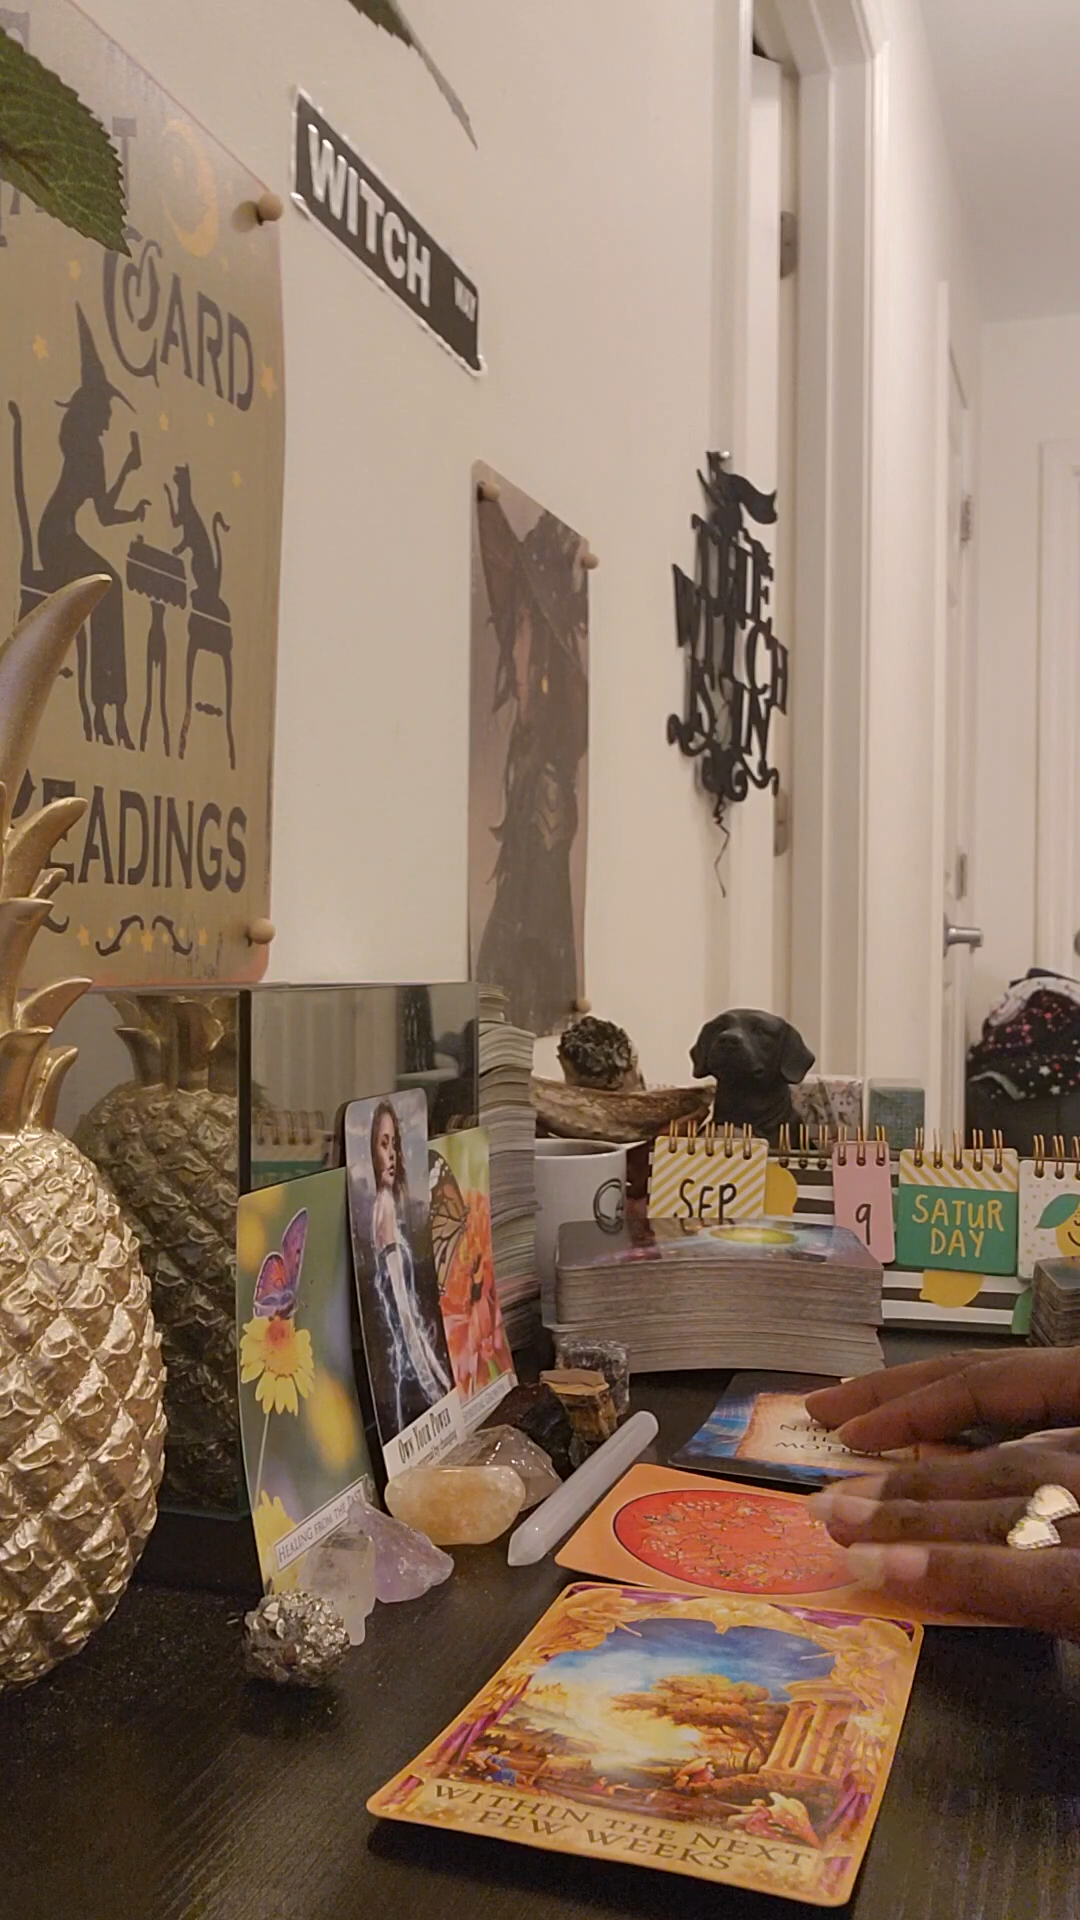 CARD
READINGS
WITCH WAY
THE
WITCH
IS IN
SEP
9
SATUR
DAY
OWN YOUR POWER
HEALING FROM THE PAST
WITHIN THE NEXT
FEW WEEKS